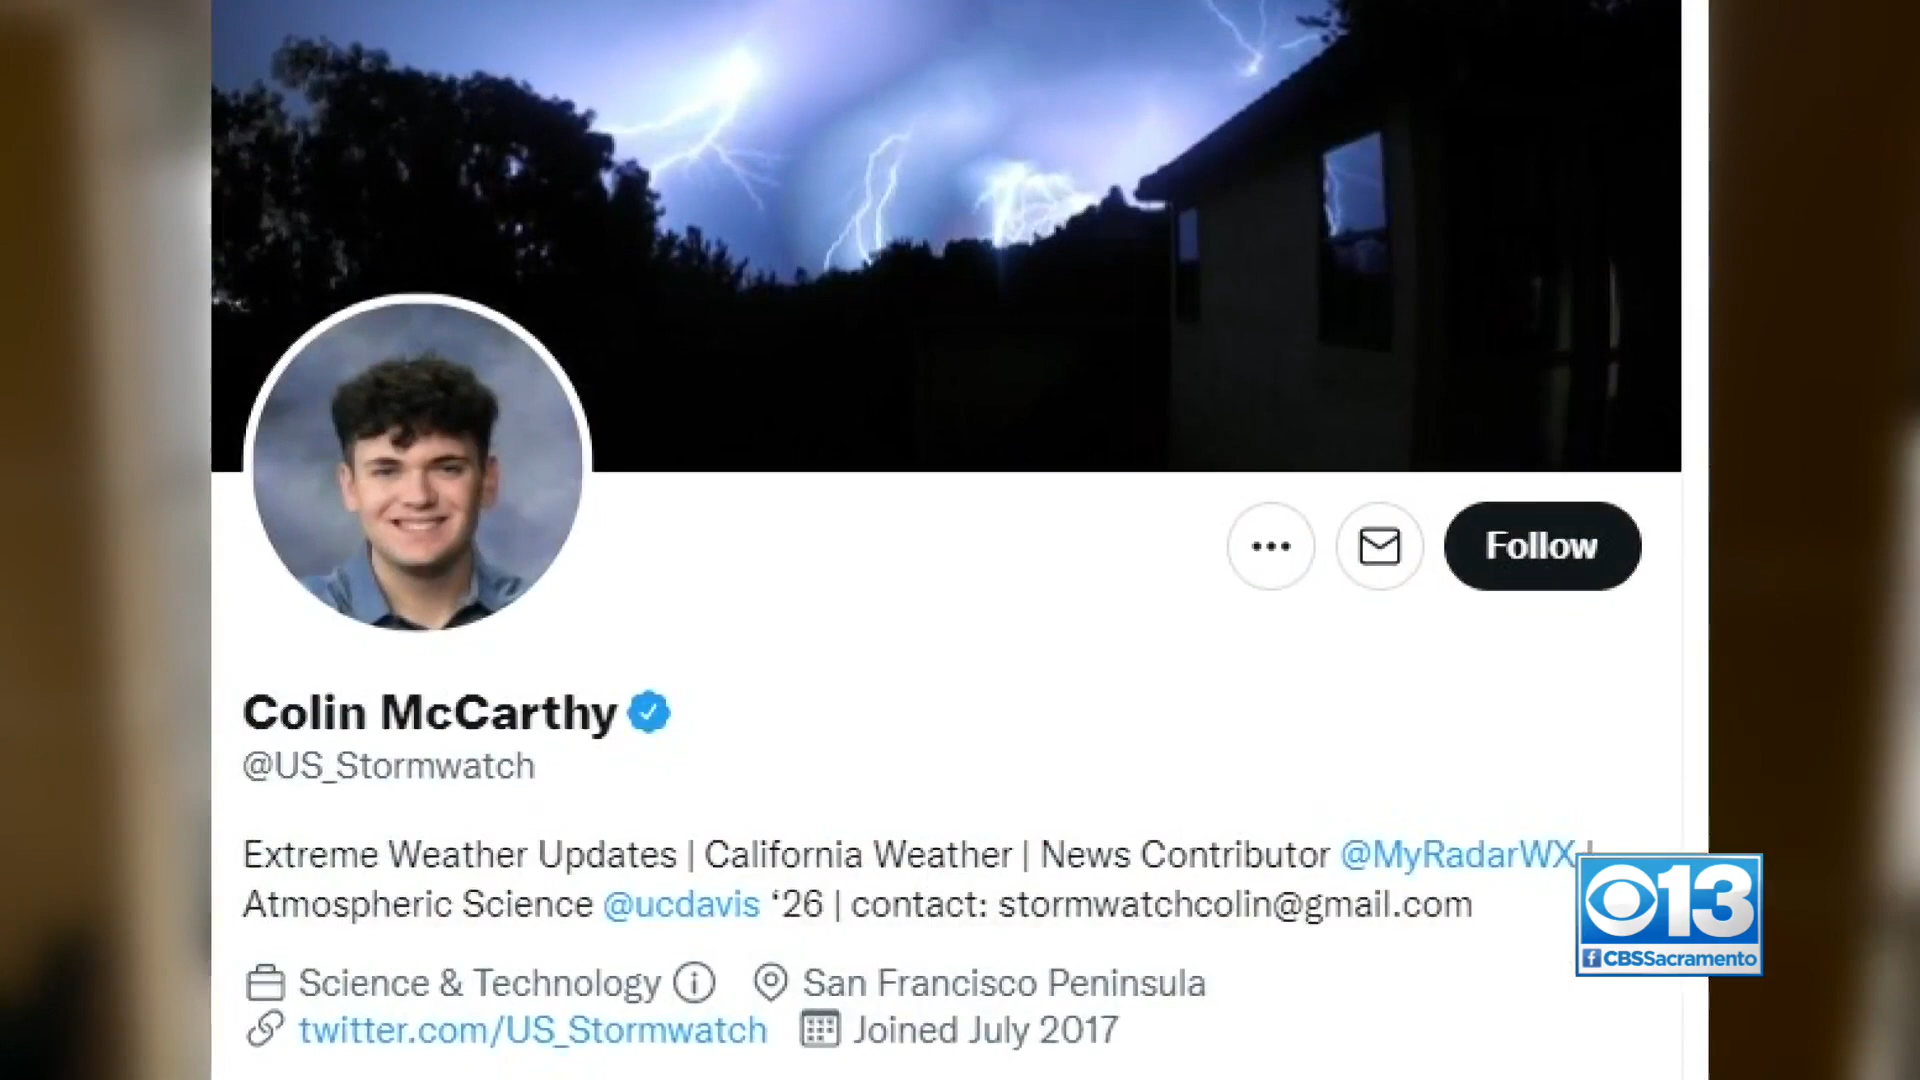 Follow
Colin McCarthy
@US_Stormwatch
Extreme Weather Updates | California Weather | News Contributor @MyRadarWX |
Atmospheric Science @ucdavis ‘26 | contact: stormwatchcolin@gmail.com
13
CBSSacramento
Science & Technology San Francisco Peninsula
twitter.com/US_Stormwatch Joined July 2017